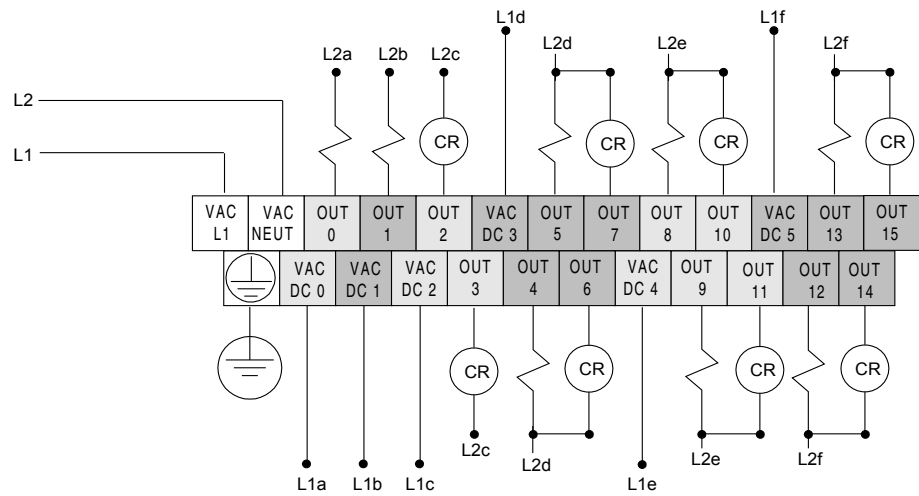 L1d
L1f
L2a
L2b
L2c
L2d
L2e
L2f
L2
L1
CR
CR
CR
CR
VAC L1
VAC NEUT
OUT 0
OUT 1
OUT 2
VAC DC 3
OUT 5
OUT 7
OUT 8
OUT 10
VAC DC 5
OUT 13
OUT 15
VAC DC 0
VAC DC 1
VAC DC 2
OUT 3
OUT 4
OUT 6
VAC DC 4
OUT 9
OUT 11
OUT 12
OUT 14
CR
CR
CR
CR
L2c
L2d
L2e
L2f
L1a
L1b
L1c
L1e